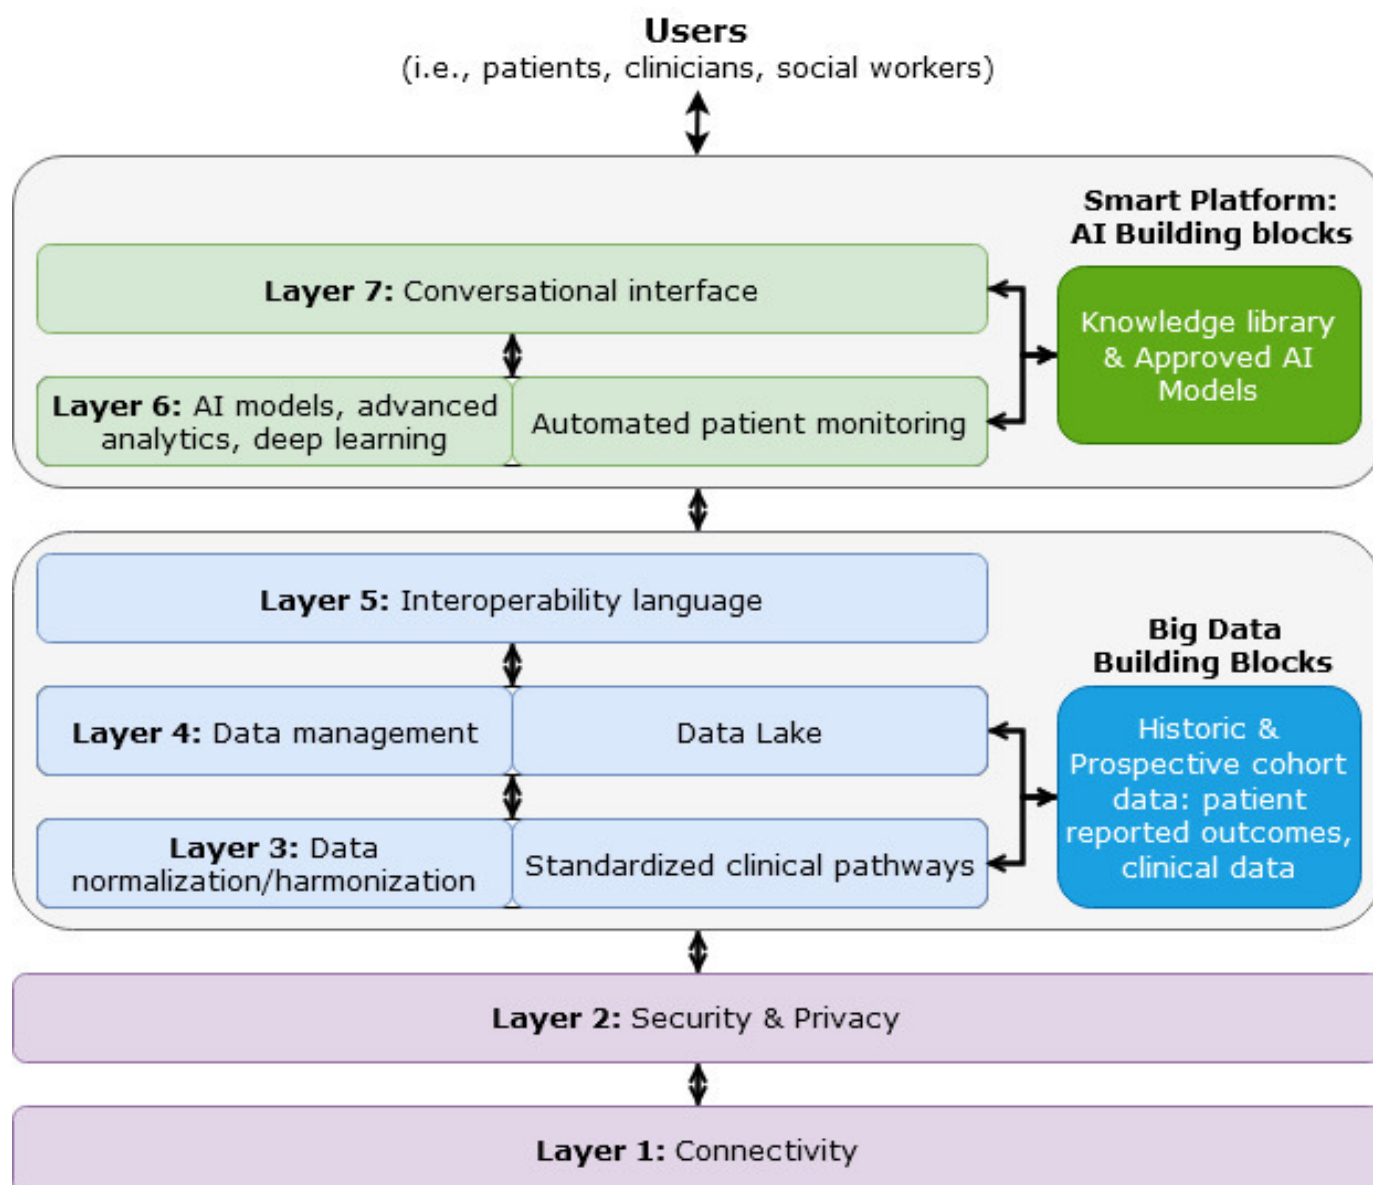 Users
(i.e., patients, clinicians, social workers)
Smart Platform:
AI Building blocks
Layer 7: Conversational interface
Knowledge library
& Approved AI
Models
Layer 6: AI models, advanced
analytics, deep learning
Automated patient monitoring
Layer 5: Interoperability language
Big Data
Building Blocks
Layer 4: Data management
Data Lake
Historic &
Prospective cohort
data: patient
reported outcomes,
clinical data
Layer 3: Data
normalization/harmonization
Standardized clinical pathways
Layer 2: Security & Privacy
Layer 1: Connectivity